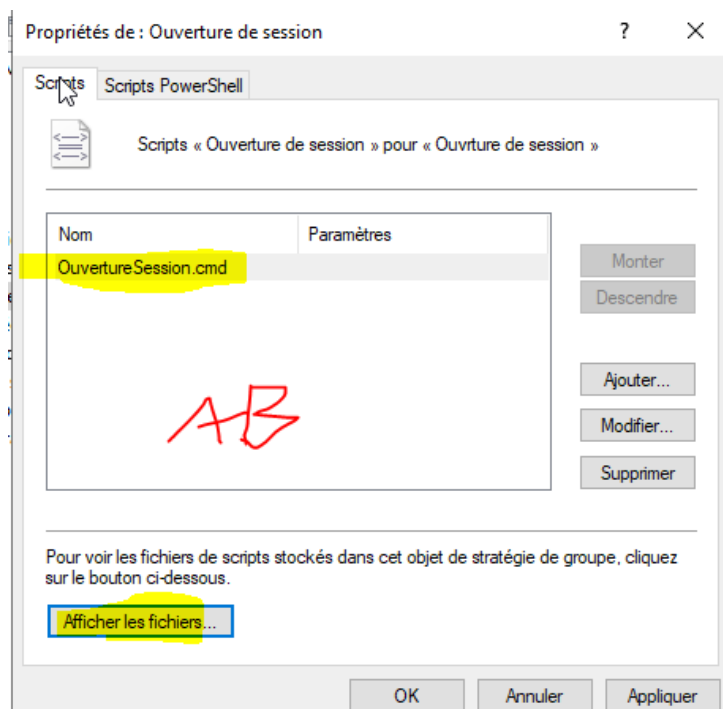 Propriétés de : Ouverture de session ? ×
Scripts Scripts PowerShell
Scripts « Ouverture de session » pour « Ouvrture de session »
Nom Paramètres
OuvertureSession.cmd
Monter
Descendre
Ajouter...
AB
Modifier...
Supprimer
Pour voir les fichiers de scripts stockés dans cet objet de stratégie de groupe, cliquez
sur le bouton ci-dessous.
Afficher les fichiers...
OK Annuler Appliquer